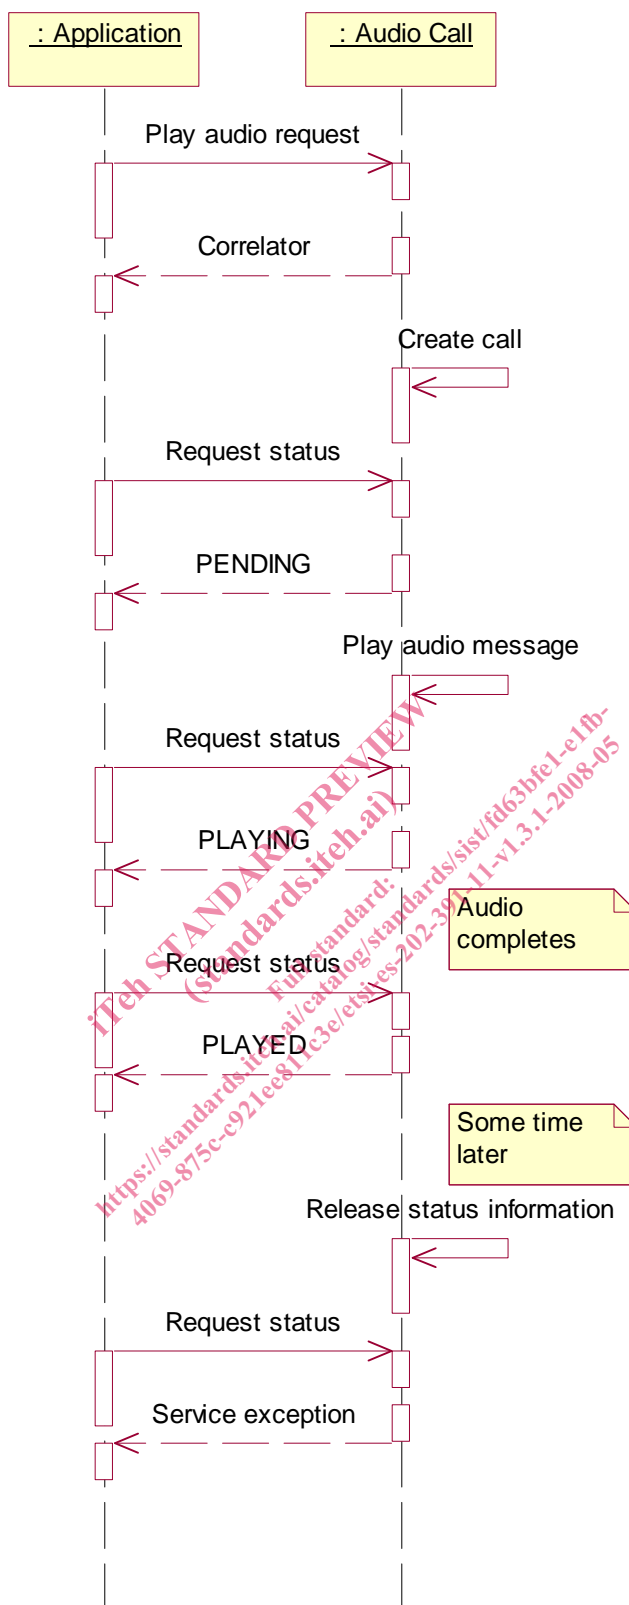 : Application
: Audio Call
Play audio request
Correlator
Create call
Request status
PENDING
Play audio message
Request status
PLAYING
Audio
completes
Request status
PLAYED
Some time
later
Release status information
Request status
Service exception
iTeh STANDARD PREVIEW
(standards.iteh.ai)
Full standard:
https://standards.iteh.ai/catalog/standards/sist/fd63bfe1-e1fb-
4069-875c-c921ee811c3e/etsi-es-202-391-11-v1.3.1-2008-05